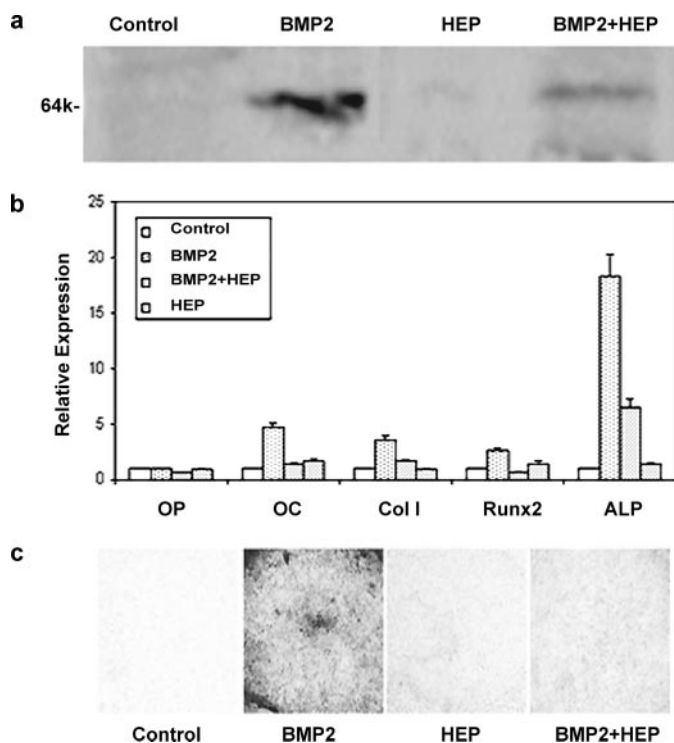 a
Control BMP2 HEP BMP2+HEP
64k-
b
25
20
15
10
5
0
Relative Expression
Control
BMP2
BMP2+HEP
HEP
OP OC Col I Runx2 ALP
c
Control BMP2 HEP BMP2+HEP